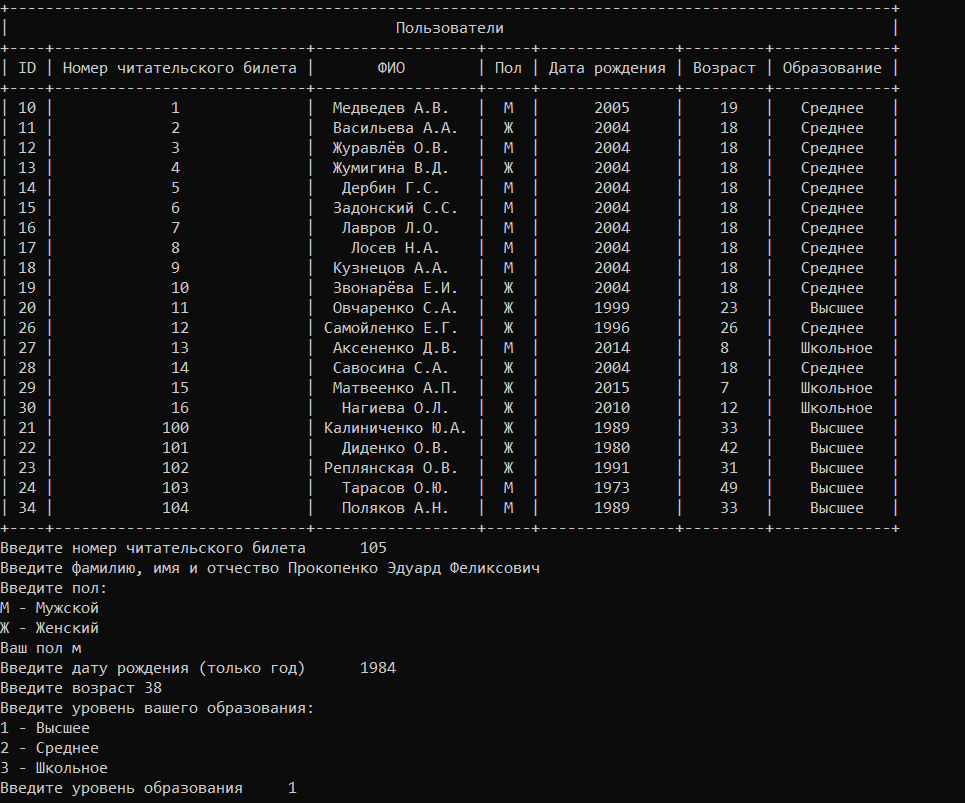 Пользователи
ID | Номер читательского билета | ФИО | Пол | Дата рождения | Возраст | Образование
10 | 1 | Медведев А.В. | М | 2005 | 19 | Среднее
11 | 2 | Васильева А.А. | Ж | 2004 | 18 | Среднее
12 | 3 | Журавлёв О.В. | М | 2004 | 18 | Среднее
13 | 4 | Жумигина В.Д. | Ж | 2004 | 18 | Среднее
14 | 5 | Дербин Г.С. | М | 2004 | 18 | Среднее
15 | 6 | Задонский С.С. | М | 2004 | 18 | Среднее
16 | 7 | Лавров Л.О. | М | 2004 | 18 | Среднее
17 | 8 | Лосев Н.А. | М | 2004 | 18 | Среднее
18 | 9 | Кузнецов А.А. | М | 2004 | 18 | Среднее
19 | 10 | Звонарёва Е.И. | Ж | 2004 | 18 | Среднее
20 | 11 | Овчаренко С.А. | Ж | 1999 | 23 | Высшее
26 | 12 | Самойленко Е.Г. | Ж | 1996 | 26 | Среднее
27 | 13 | Аксененко Д.В. | М | 2014 | 8 | Школьное
28 | 14 | Савосина С.А. | Ж | 2004 | 18 | Среднее
29 | 15 | Матвеенко А.П. | Ж | 2015 | 7 | Школьное
30 | 16 | Нагиева О.Л. | Ж | 2010 | 12 | Школьное
21 | 100 | Калиниченко Ю.А. | Ж | 1989 | 33 | Высшее
22 | 101 | Диденко О.В. | Ж | 1980 | 42 | Высшее
23 | 102 | Реплянская О.В. | Ж | 1991 | 31 | Высшее
24 | 103 | Тарасов О.Ю. | М | 1973 | 49 | Высшее
34 | 104 | Поляков А.Н. | М | 1989 | 33 | Высшее
Введите номер читательского билета 105
Введите фамилию, имя и отчество Прокопенко Эдуард Феликсович
Введите пол:
М - Мужской
Ж - Женский
Ваш пол м
Введите дату рождения (только год) 1984
Введите возраст 38
Введите уровень вашего образования:
1 - Высшее
2 - Среднее
3 - Школьное
Введите уровень образования 1